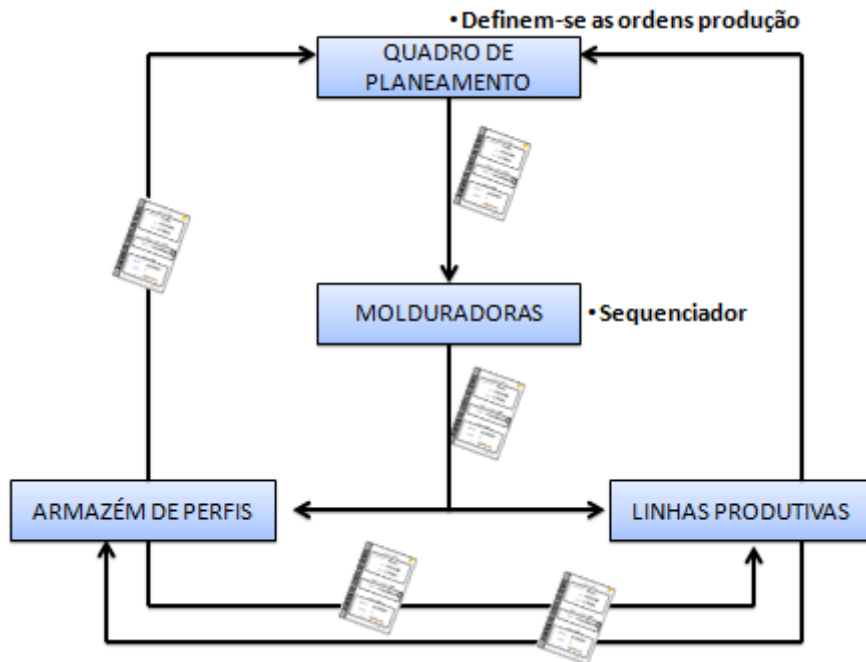 • Definem-se as ordens produção
QUADRO DE
PLANEAMENTO
MOLDURADORAS
• Sequenciador
ARMAZÉM DE PERFIS
LINHAS PRODUTIVAS